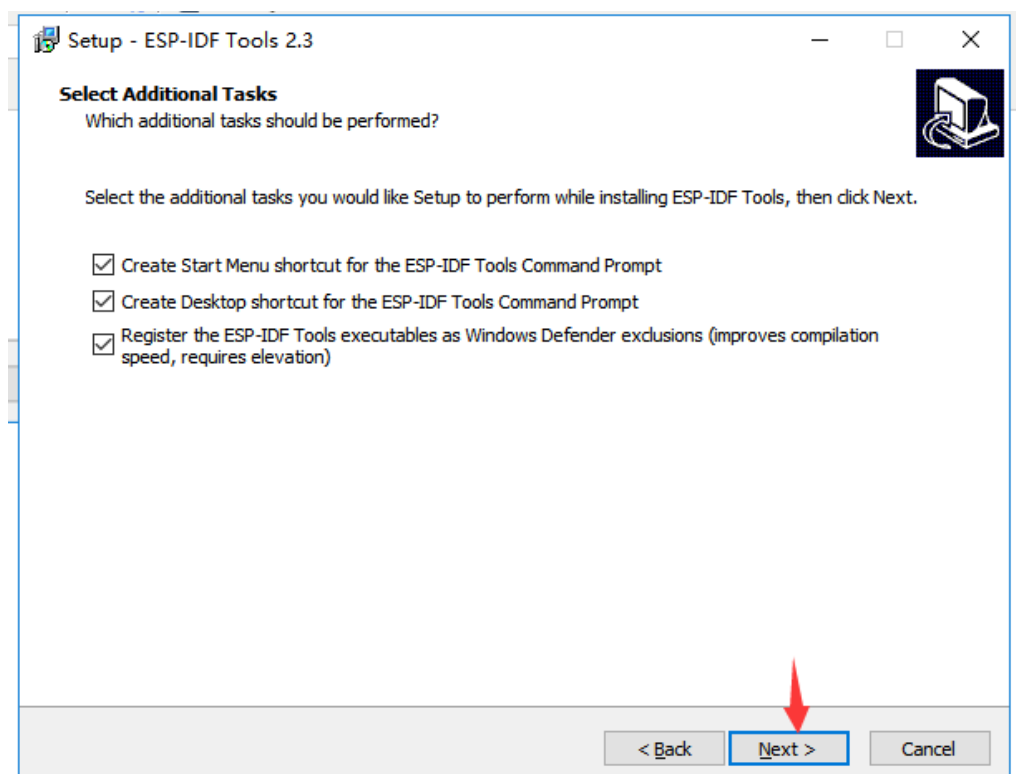 Setup - ESP-IDF Tools 2.3
Select Additional Tasks
Which additional tasks should be performed?
Select the additional tasks you would like Setup to perform while installing ESP-IDF Tools, then click Next.
Create Start Menu shortcut for the ESP-IDF Tools Command Prompt
Create Desktop shortcut for the ESP-IDF Tools Command Prompt
Register the ESP-IDF Tools executables as Windows Defender exclusions (improves compilation
speed, requires elevation)
< Back Next > Cancel